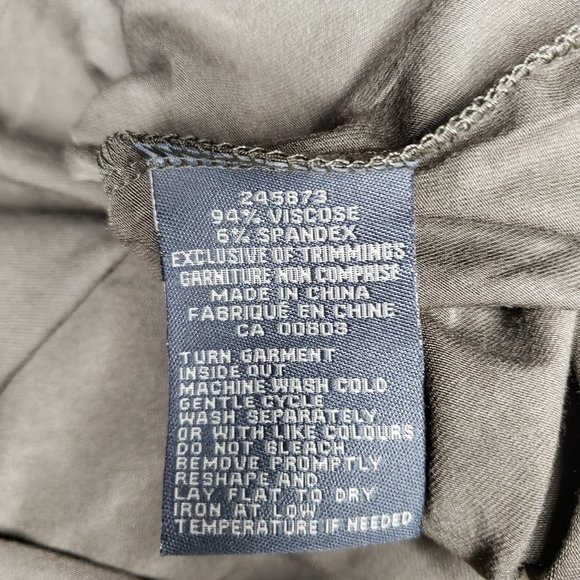 245873
94% VISCOSE
6% SPANDEX
EXCLUSIVE OF TRIMMINGS
GARNITURE NON COMPRISE
MADE IN CHINA
FABRIQUÉ EN CHINE
CA 00803
TURN GARMENT
INSIDE OUT
MACHINE WASH COLD
GENTLE CYCLE
WASH SEPARATELY
OR WITH LIKE COLOURS
DO NOT BLEACH
REMOVE PROMPTLY
RESHAPE AND
LAY FLAT TO DRY
IRON AT LOW
TEMPERATURE IF NEEDED